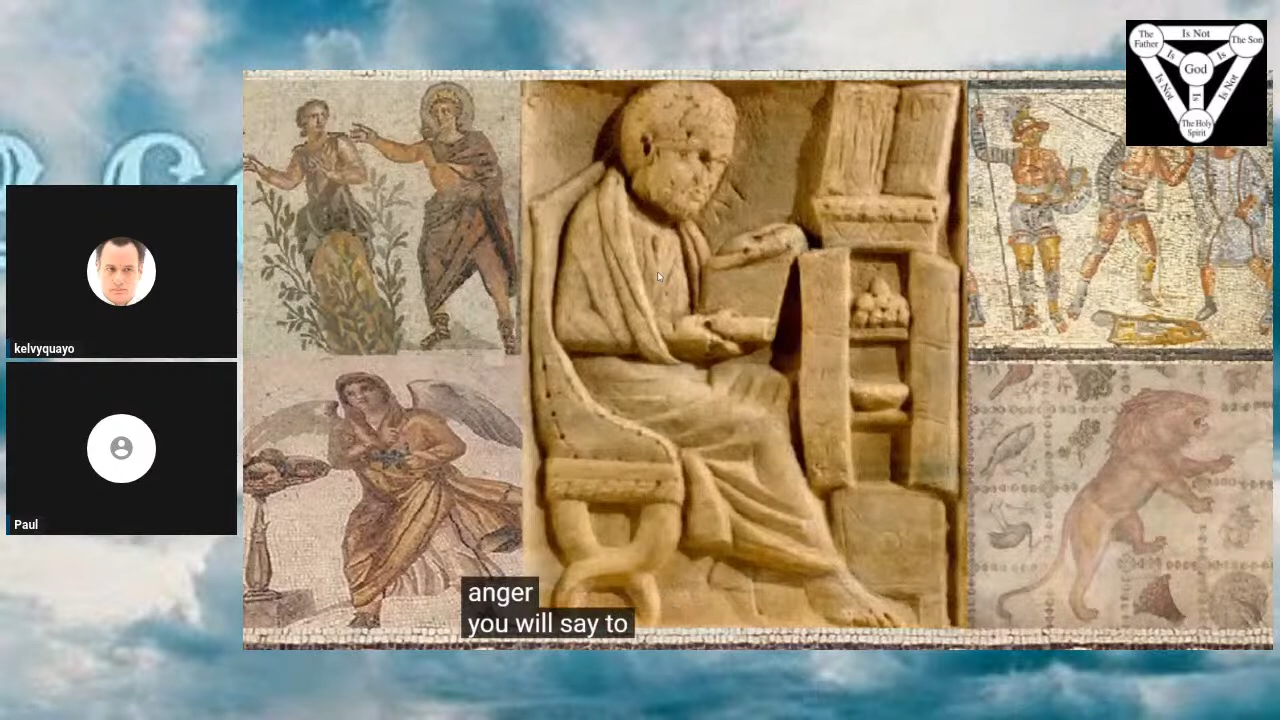 The
Father
Is Not
The Son
Is
Is
God
Is Not
Is
Is Not
The Holy
Spirit
kelvyquayo
Paul
anger
you will say to